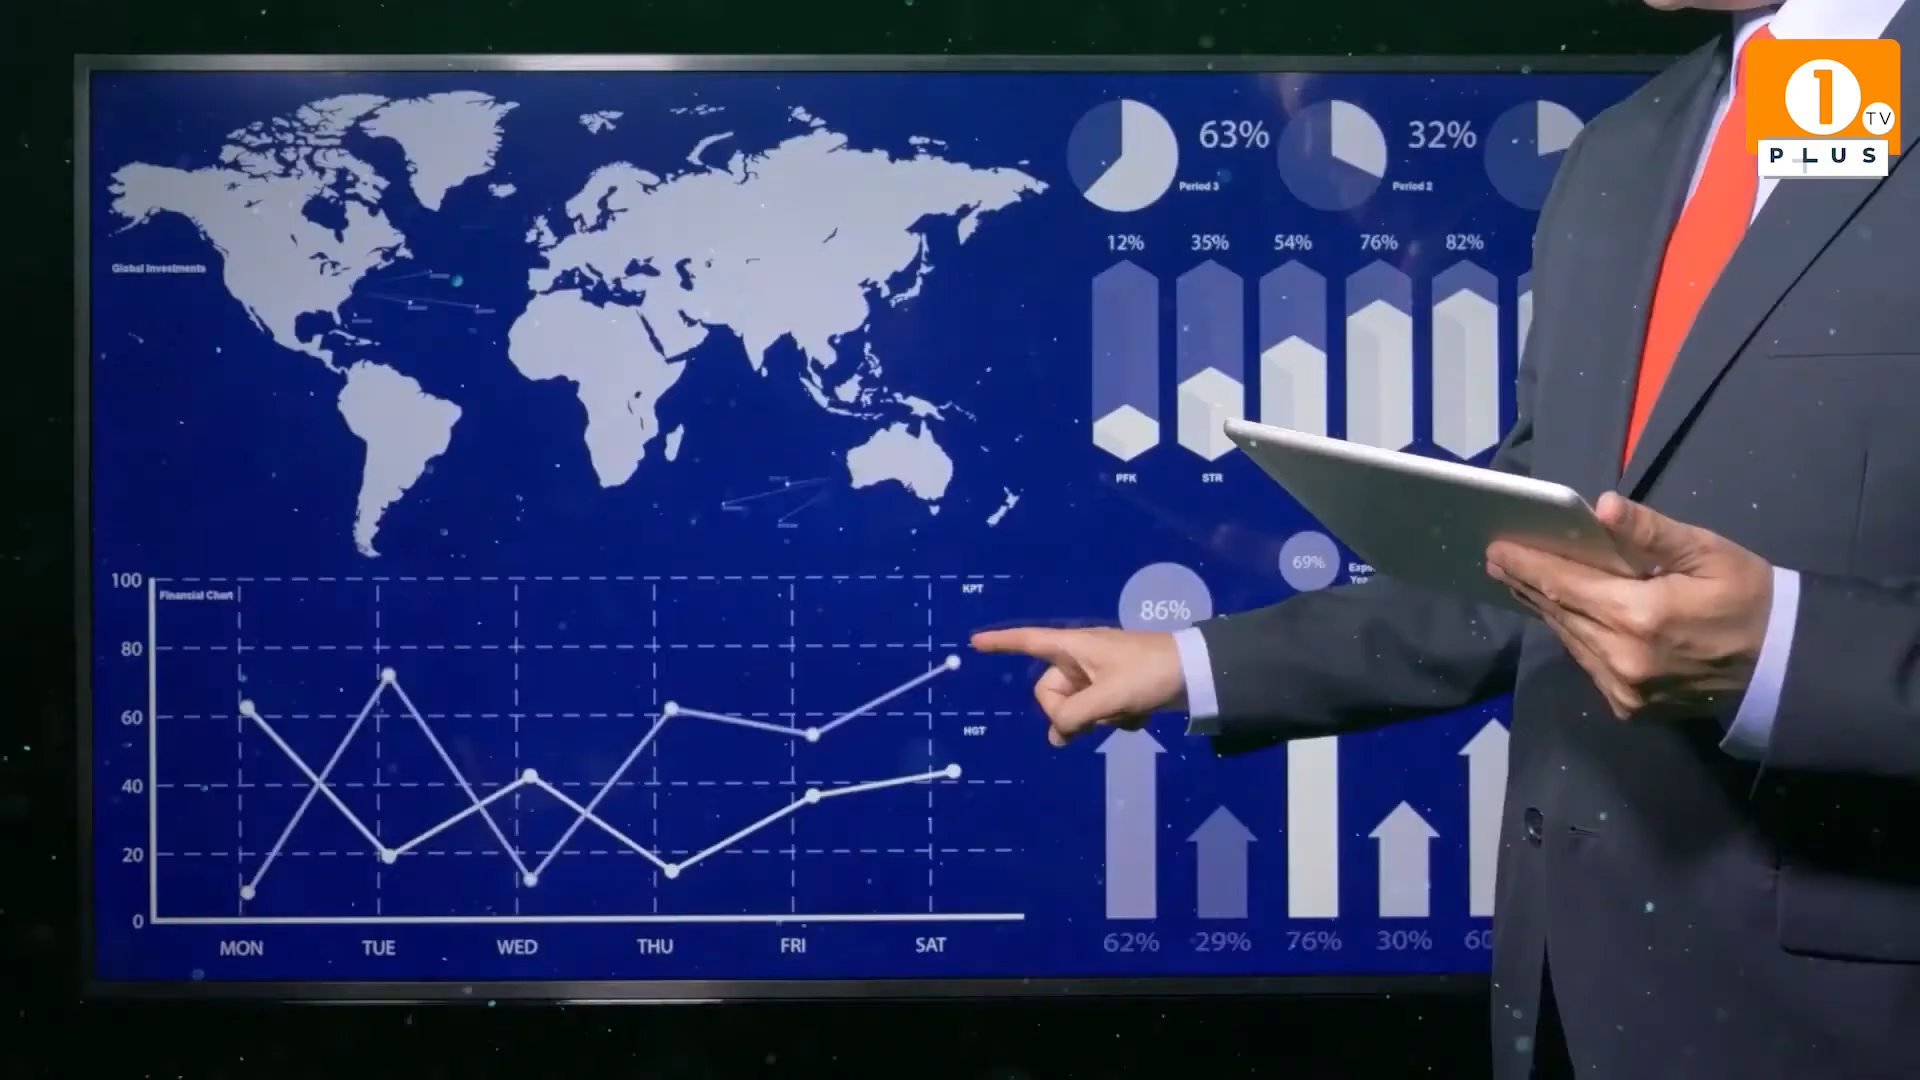 1
TV
PLUS
63%
32%
Period 3
Period 2
12%
35%
54%
76%
82%
Global Investments
PFK
STR
69%
86%
100
Financial Chart
KPT
80
60
HGT
40
20
0
MON
TUE
WED
THU
FRI
SAT
62%
29%
76%
30%